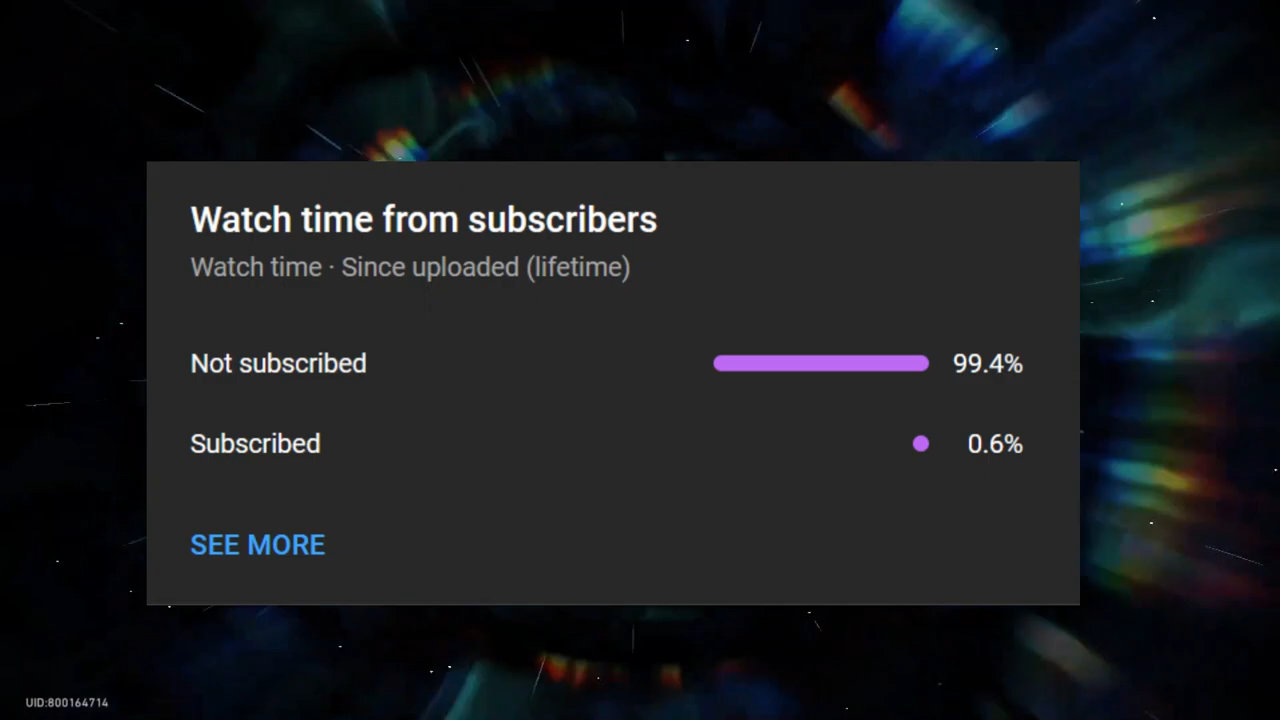 Watch time from subscribers
Watch time · Since uploaded (lifetime)
Not subscribed 99.4%
Subscribed 0.6%
SEE MORE
UID:800164714